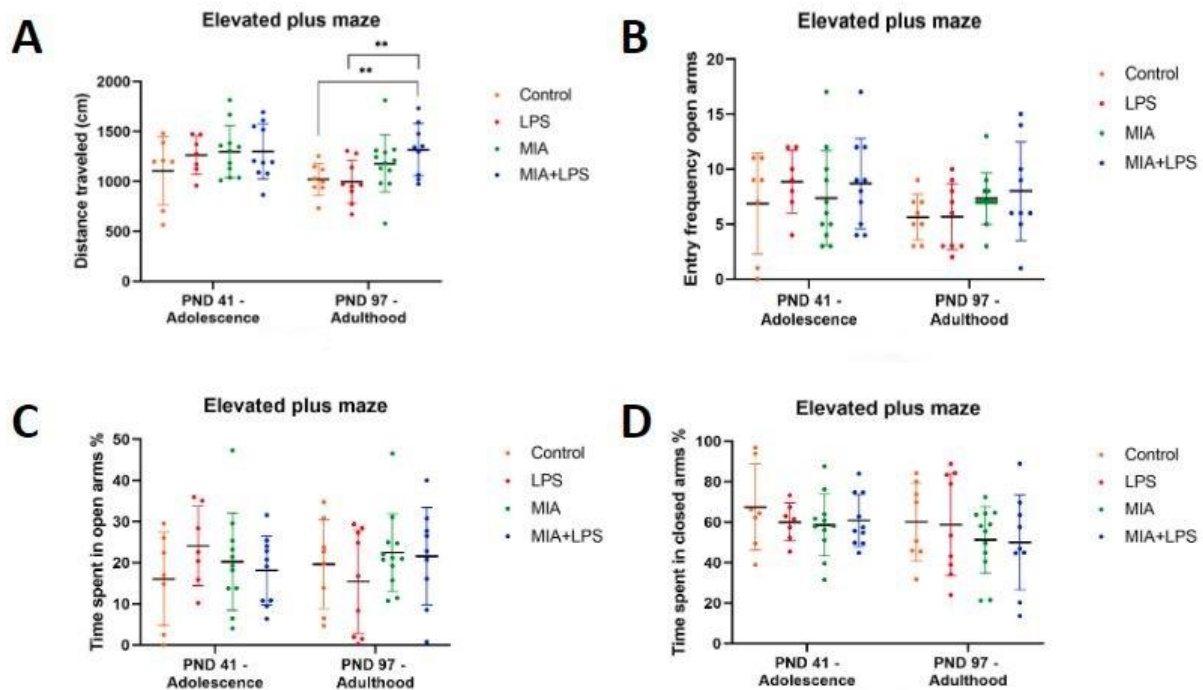 A
Elevated plus maze
**
**
Distance traveled (cm)
2000
1500
1000
500
0
PND 41 -
Adolescence
PND 97 -
Adulthood
Control
LPS
MIA
MIA+LPS
B
Elevated plus maze
Entry frequency open arms
20
15
10
5
0
PND 41 -
Adolescence
PND 97 -
Adulthood
Control
LPS
MIA
MIA+LPS
C
Elevated plus maze
Time spent in open arms %
50
40
30
20
10
0
PND 41 -
Adolescence
PND 97 -
Adulthood
Control
LPS
MIA
MIA+LPS
D
Elevated plus maze
Time spent in closed arms %
100
80
60
40
20
0
PND 41 -
Adolescence
PND 97 -
Adulthood
Control
LPS
MIA
MIA+LPS